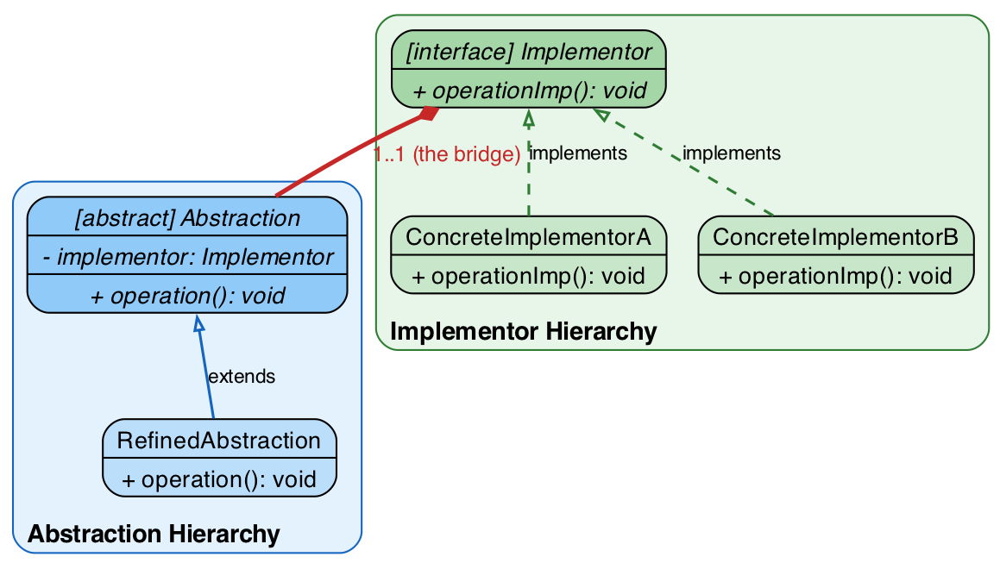 [interface] Implementor
+ operationImp(): void
1..1 (the bridge)
implements
implements
[abstract] Abstraction
- implementor: Implementor
+ operation(): void
ConcreteImplementorA
+ operationImp(): void
ConcreteImplementorB
+ operationImp(): void
Implementor Hierarchy
extends
RefinedAbstraction
+ operation(): void
Abstraction Hierarchy